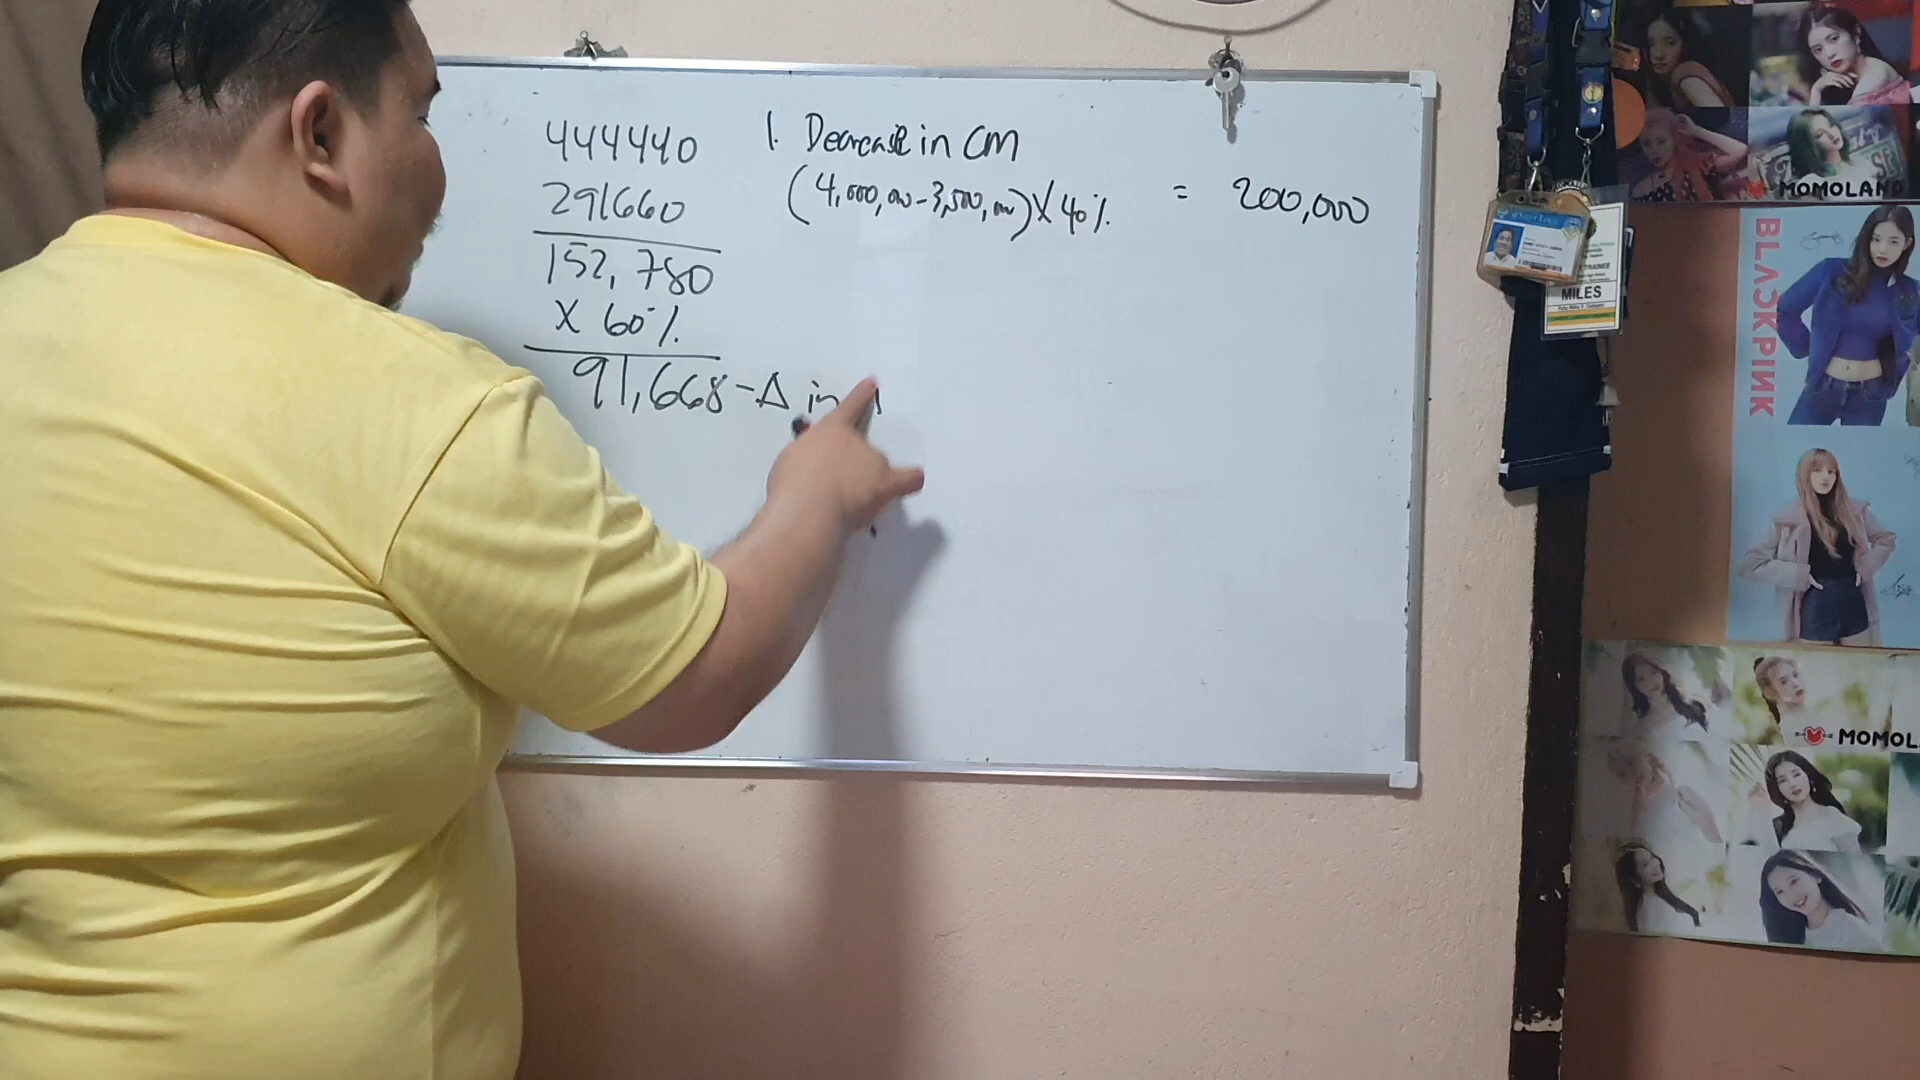 444440
291660
152,780
X 60%
91,668 - Δ in
1. Decrease in CM
(4,000,000 - 3,500,000) X 40% = 200,000
MILES
MOMOLAND
BLACKPINK
MOMOL